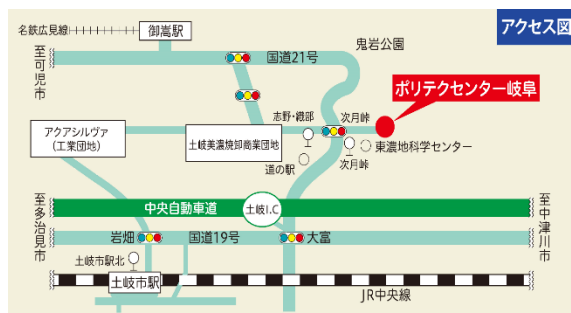 アクセス図
名鉄広見線
御嵩駅
鬼岩公園
至可児市
国道21号
ポリテクセンター岐阜
志野・織部
次月峠
アクアシルヴァ
(工業団地)
土岐美濃焼卸商業団地
道の駅
次月峠
東濃地科学センター
至多治見市
中央自動車道
土岐I.C
至中津川市
岩畑
国道19号
大富
土岐市駅北
土岐市駅
JR中央線